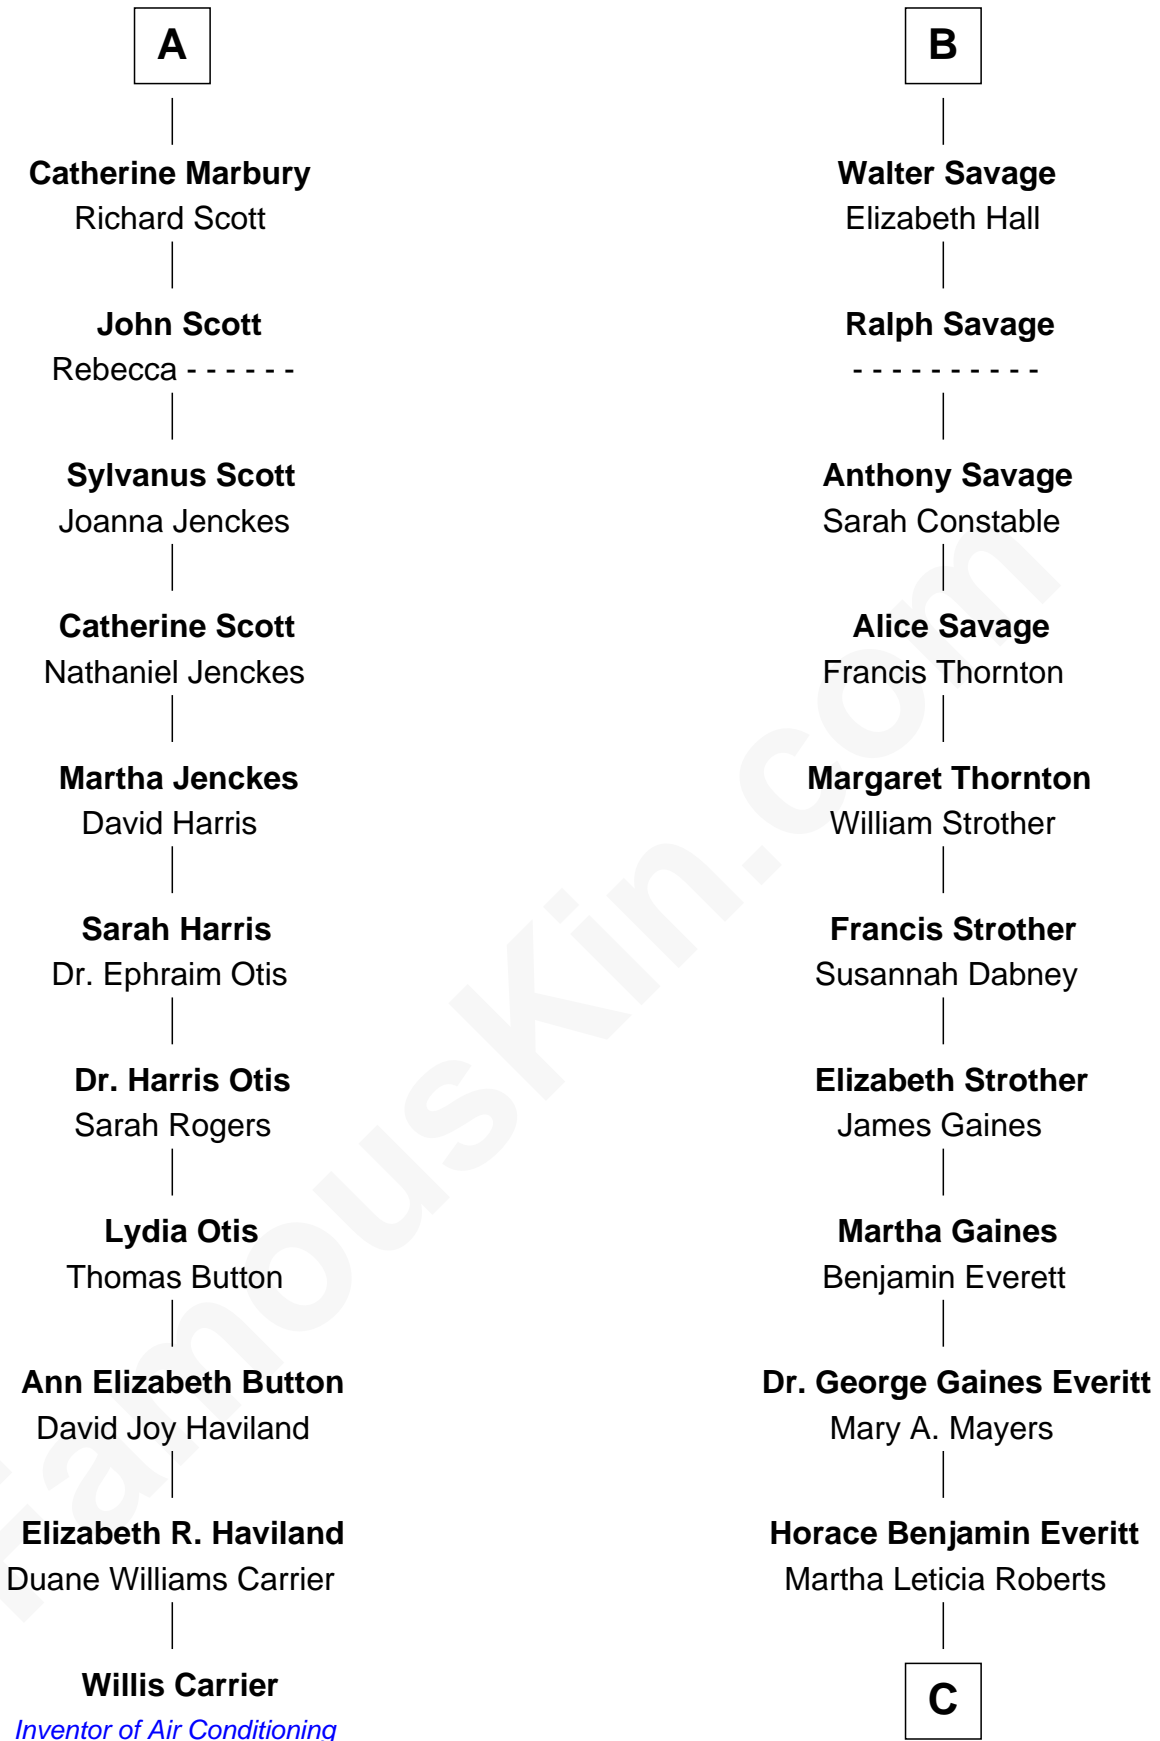 A
Catherine Marbury
Richard Scott
John Scott
Rebecca - - - - - -
Sylvanus Scott
Joanna Jenckes
Catherine Scott
Nathaniel Jenckes
Martha Jenckes
David Harris
Sarah Harris
Dr. Ephraim Otis
Dr. Harris Otis
Sarah Rogers
Lydia Otis
Thomas Button
Ann Elizabeth Button
David Joy Haviland
Elizabeth R. Haviland
Duane Williams Carrier
Willis Carrier
Inventor of Air Conditioning
B
Walter Savage
Elizabeth Hall
Ralph Savage
- - - - - - - - - -
Anthony Savage
Sarah Constable
Alice Savage
Francis Thornton
Margaret Thornton
William Strother
Francis Strother
Susannah Dabney
Elizabeth Strother
James Gaines
Martha Gaines
Benjamin Everett
Dr. George Gaines Everitt
Mary A. Mayers
Horace Benjamin Everitt
Martha Leticia Roberts
C
FamousKin.com